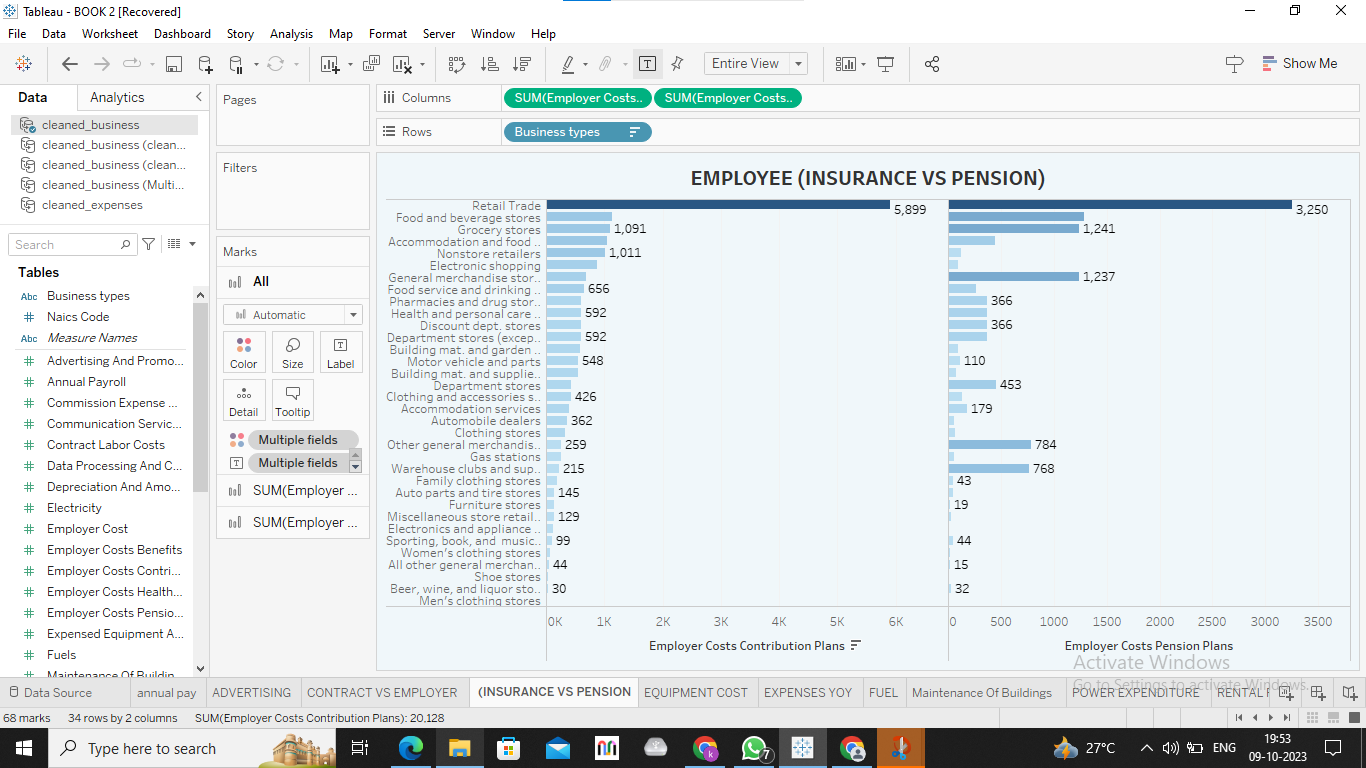 Tableau - BOOK 2 [Recovered]
File Data Worksheet Dashboard Story Analysis Map Format Server Window Help
Entire View
Show Me
Data Analytics
cleaned_business
cleaned_business (clean...
cleaned_business (clean...
cleaned_business (Multi...
cleaned_expenses
Search
Tables
Abc Business types
# Naics Code
Abc Measure Names
# Advertising And Promo...
# Annual Payroll
# Commission Expense ...
# Communication Servic...
# Contract Labor Costs
# Data Processing And C...
# Depreciation And Amo...
# Electricity
# Employer Cost
# Employer Costs Benefits
# Employer Costs Contri...
# Employer Costs Health...
# Employer Costs Pensio...
# Expensed Equipment A...
# Fuels
# Maintenance Of Buildin
Pages
Filters
Marks
All
Automatic
Color Size Label
Detail Tooltip
Multiple fields
Multiple fields
SUM(Employer ...
SUM(Employer ...
Columns SUM(Employer Costs.. SUM(Employer Costs..
Rows Business types
EMPLOYEE (INSURANCE VS PENSION)
Retail Trade 5,899 3,250
Food and beverage stores
Grocery stores 1,091 1,241
Accommodation and food ..
Nonstore retailers 1,011
Electronic shopping
General merchandise stor.. 1,237
Food service and drinking .. 656
Pharmacies and drug stor.. 366
Health and personal care .. 592
Discount dept. stores 366
Department stores (excep.. 592
Building mat. and garden ..
Motor vehicle and parts 548 110
Building mat. and supplie..
Department stores 453
Clothing and accessories s.. 426
Accommodation services 179
Automobile dealers 362
Clothing stores
Other general merchandis.. 259 784
Gas stations
Warehouse clubs and sup.. 215 768
Family clothing stores 43
Auto parts and tire stores 145
Furniture stores 19
Miscellaneous store retail.. 129
Electronics and appliance ..
Sporting, book, and music.. 99 44
Women's clothing stores
All other general merchan.. 44 15
Shoe stores
Beer, wine, and liquor sto.. 30 32
Men's clothing stores
0K 1K 2K 3K 4K 5K 6K 0 500 1000 1500 2000 2500 3000 3500
Employer Costs Contribution Plans Employer Costs Pension Plans
Activate Windows
Go to Settings to activate Windows.
Data Source annual pay ADVERTISING CONTRACT VS EMPLOYER (INSURANCE VS PENSION EQUIPMENT COST EXPENSES YOY FUEL Maintenance Of Buildings POWER EXPENDITURE RENTAL
68 marks 34 rows by 2 columns SUM(Employer Costs Contribution Plans): 20,128
Type here to search k 7 27°C ENG 19:53
09-10-2023